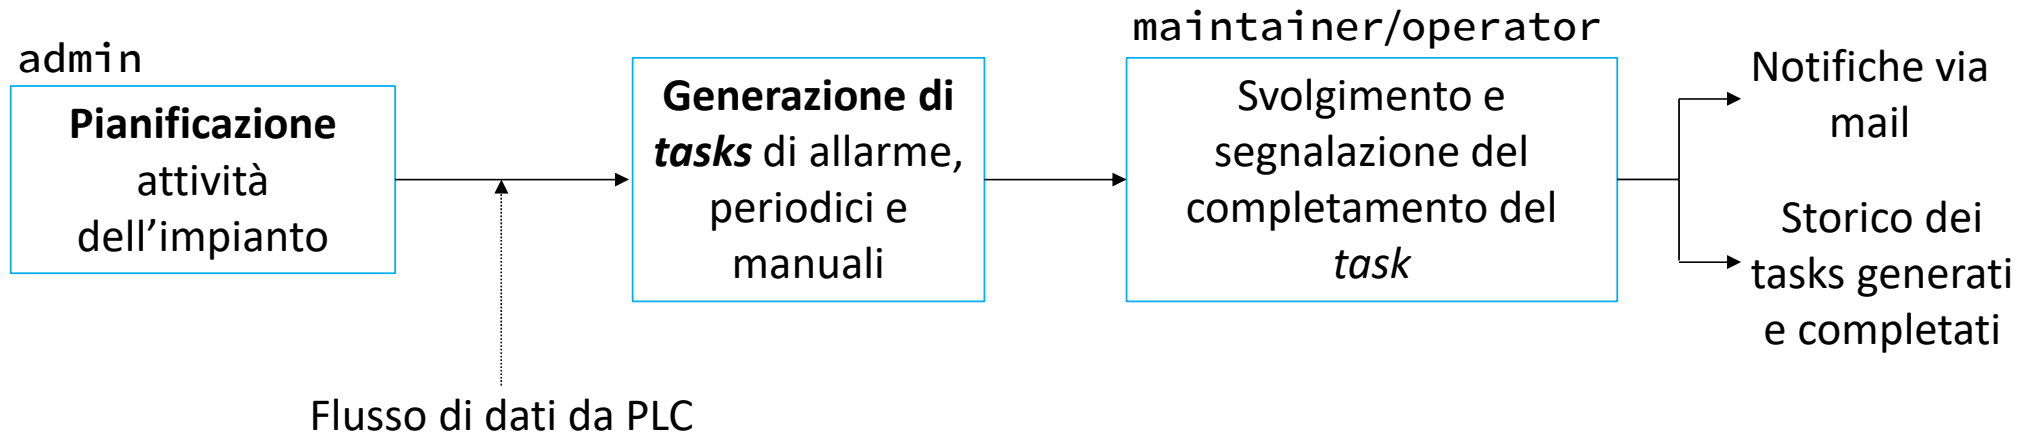 admin
Pianificazione
attività
dell’impianto
Flusso di dati da PLC
Generazione di
tasks di allarme,
periodici e
manuali
maintainer/operator
Svolgimento e
segnalazione del
completamento del
task
Notifiche via
mail
Storico dei
tasks generati
e completati